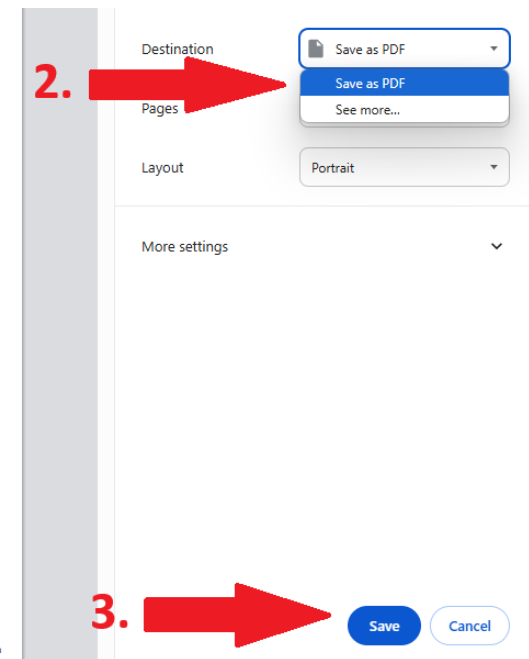 Destination
Save as PDF
2.
Save as PDF
Pages
See more...
Layout
Portrait
More settings
3.
Save
Cancel